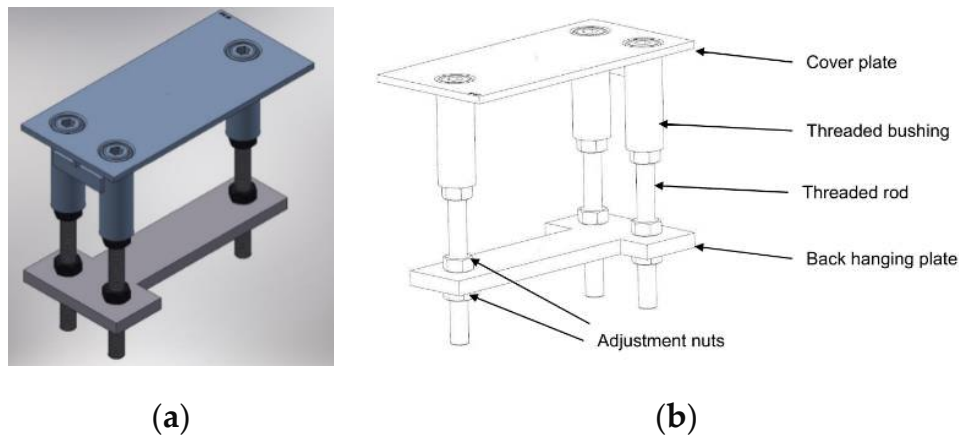 Cover plate
Threaded bushing
Threaded rod
Back hanging plate
Adjustment nuts
(a)
(b)